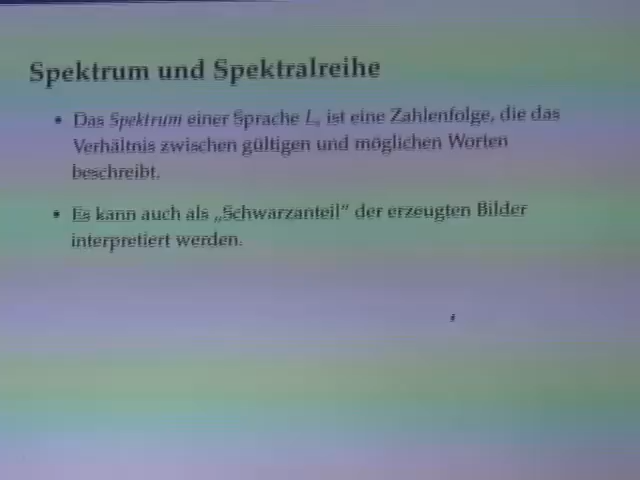 Spektrum und Spektralreihe
• Das Spektrum einer Sprache L, ist eine Zahlenfolge, die das
Verhältnis zwischen gültigen und möglichen Worten
beschreibt.
• Es kann auch als „Schwarzanteil“ der erzeugten Bilder
interpretiert werden.